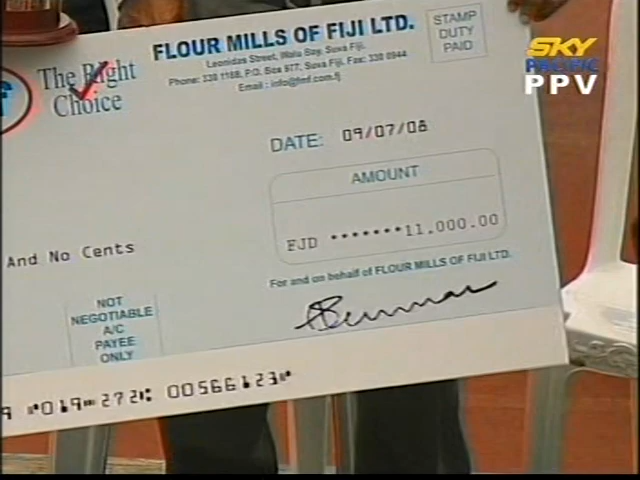 SKY
PACIFIC
PPV
The Right
Choice
FLOUR MILLS OF FIJI LTD.
Leonidas Street, Walu Bay, Suva Fiji.
Phone: 330 1188, P.O. Box 977, Suva Fiji. Fax: 330 0944
Email : info@fmf.com.fj
STAMP
DUTY
PAID
DATE: 09/07/08
AMOUNT
FJD *******11,000.00
And No Cents
For and on behalf of FLOUR MILLS OF FIJI LTD.
NOT
NEGOTIABLE
A/C
PAYEE
ONLY
9 ⑈019⑉272⑆ 00566123⑈